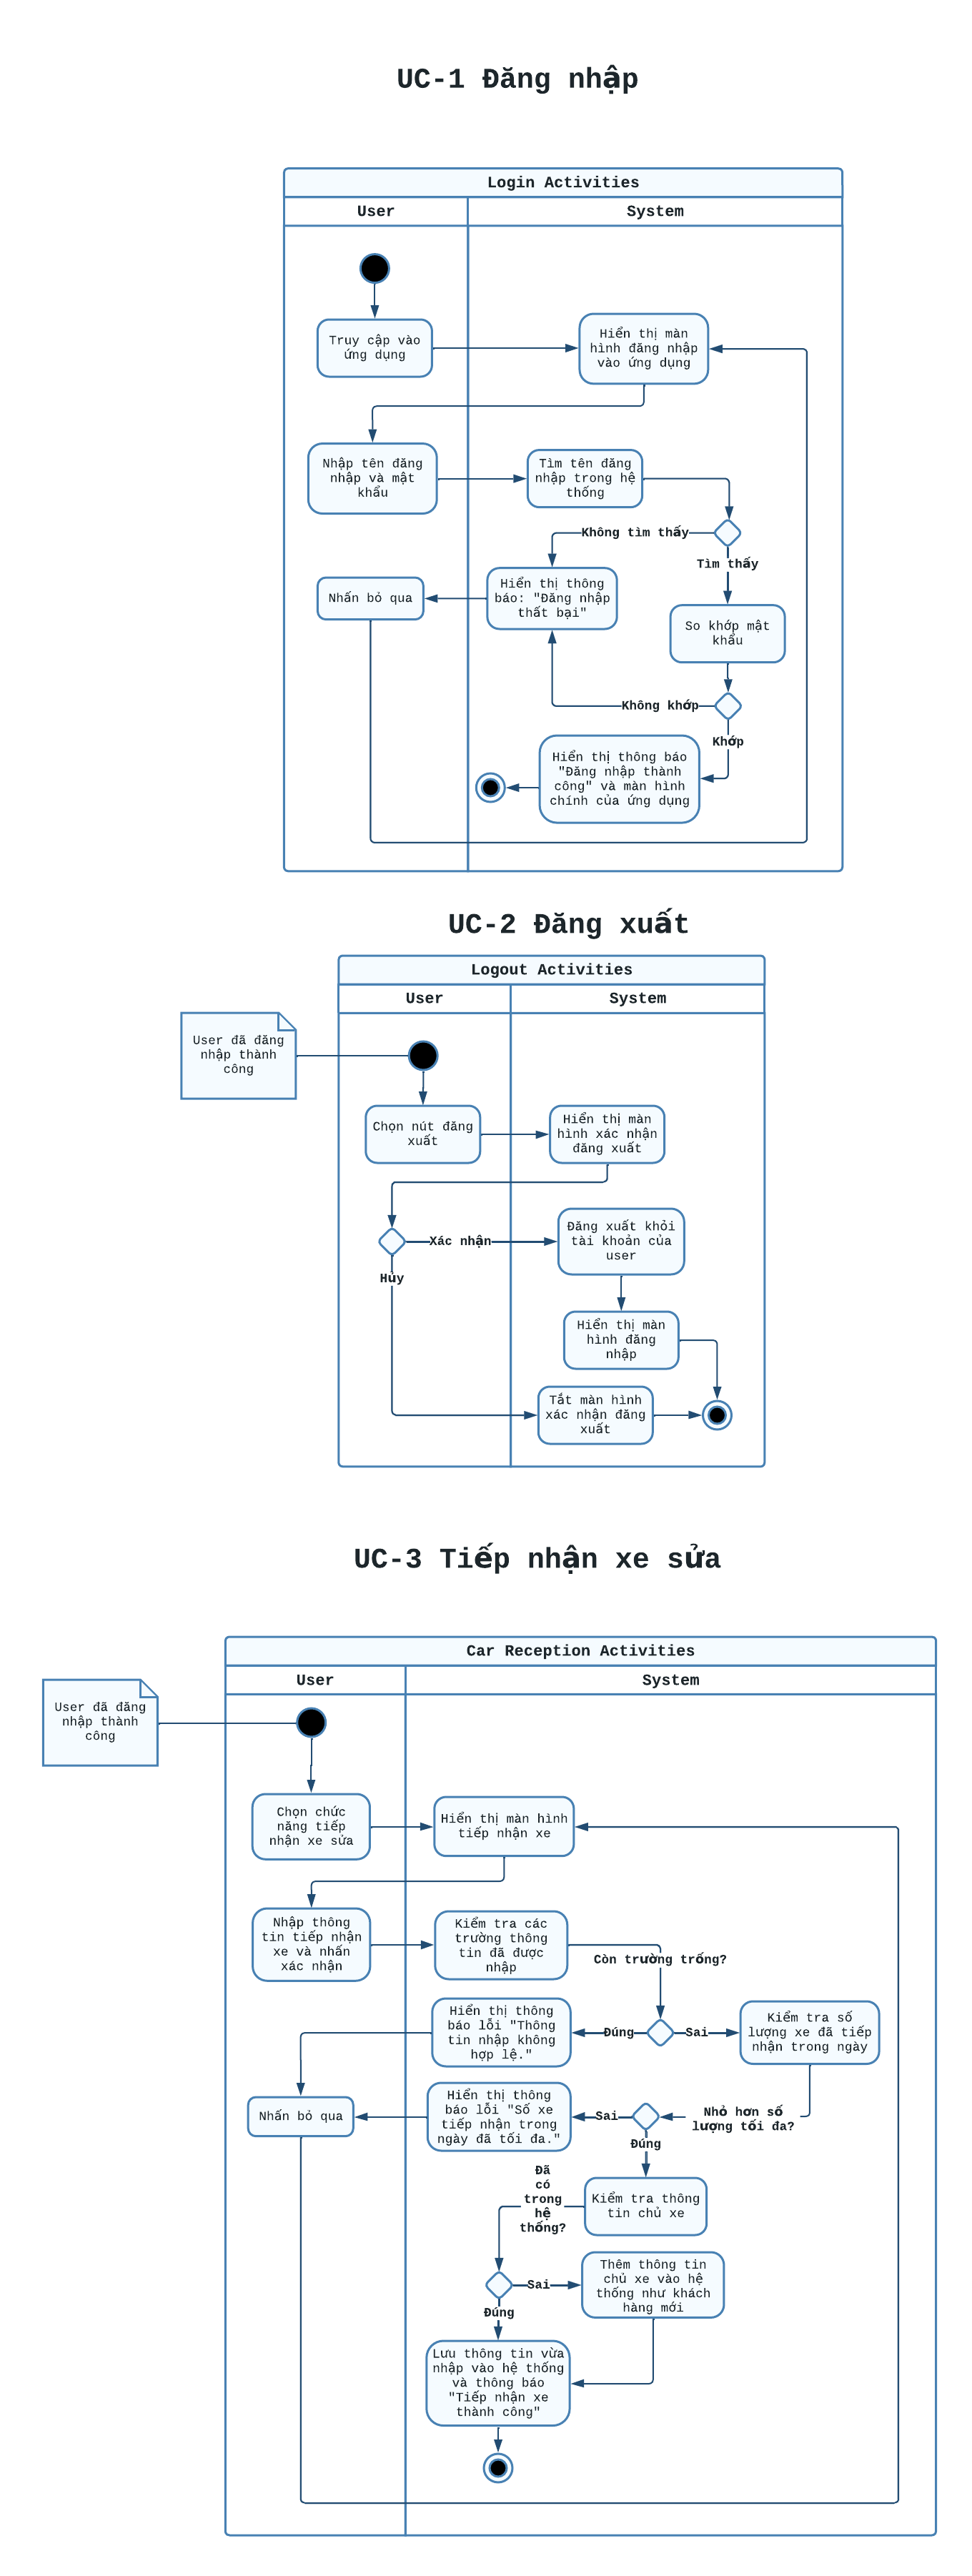 UC-1 Đăng nhập
Login Activities
User
System
Truy cập vào
ứng dụng
Hiển thị màn
hình đăng nhập
vào ứng dụng
Nhập tên đăng
nhập và mật
khẩu
Tìm tên đăng
nhập trong hệ
thống
Không tìm thấy
Tìm thấy
Nhấn bỏ qua
Hiển thị thông
báo: "Đăng nhập
thất bại"
So khớp mật
khẩu
Không khớp
Khớp
Hiển thị thông báo
"Đăng nhập thành
công" và màn hình
chính của ứng dụng
UC-2 Đăng xuất
Logout Activities
User
System
User đã đăng
nhập thành
công
Chọn nút đăng
xuất
Hiển thị màn
hình xác nhận
đăng xuất
Xác nhận
Đăng xuất khỏi
tài khoản của
user
Hủy
Hiển thị màn
hình đăng
nhập
Tắt màn hình
xác nhận đăng
xuất
UC-3 Tiếp nhận xe sửa
Car Reception Activities
User
System
User đã đăng
nhập thành
công
Chọn chức
năng tiếp
nhận xe sửa
Hiển thị màn hình
tiếp nhận xe
Nhập thông
tin tiếp nhận
xe và nhấn
xác nhận
Kiểm tra các
trường thông
tin đã được
nhập
Còn trường trống?
Hiển thị thông
báo lỗi "Thông
tin nhập không
hợp lệ."
Đúng
Sai
Kiểm tra số
lượng xe đã tiếp
nhận trong ngày
Nhấn bỏ qua
Hiển thị thông
báo lỗi "Số xe
tiếp nhận trong
ngày đã tối đa."
Sai
Nhỏ hơn số
lượng tối đa?
Đúng
Đã
có
trong
hệ
thống?
Kiểm tra thông
tin chủ xe
Sai
Thêm thông tin
chủ xe vào hệ
thống như khách
hàng mới
Đúng
Lưu thông tin vừa
nhập vào hệ thống
và thông báo
"Tiếp nhận xe
thành công"